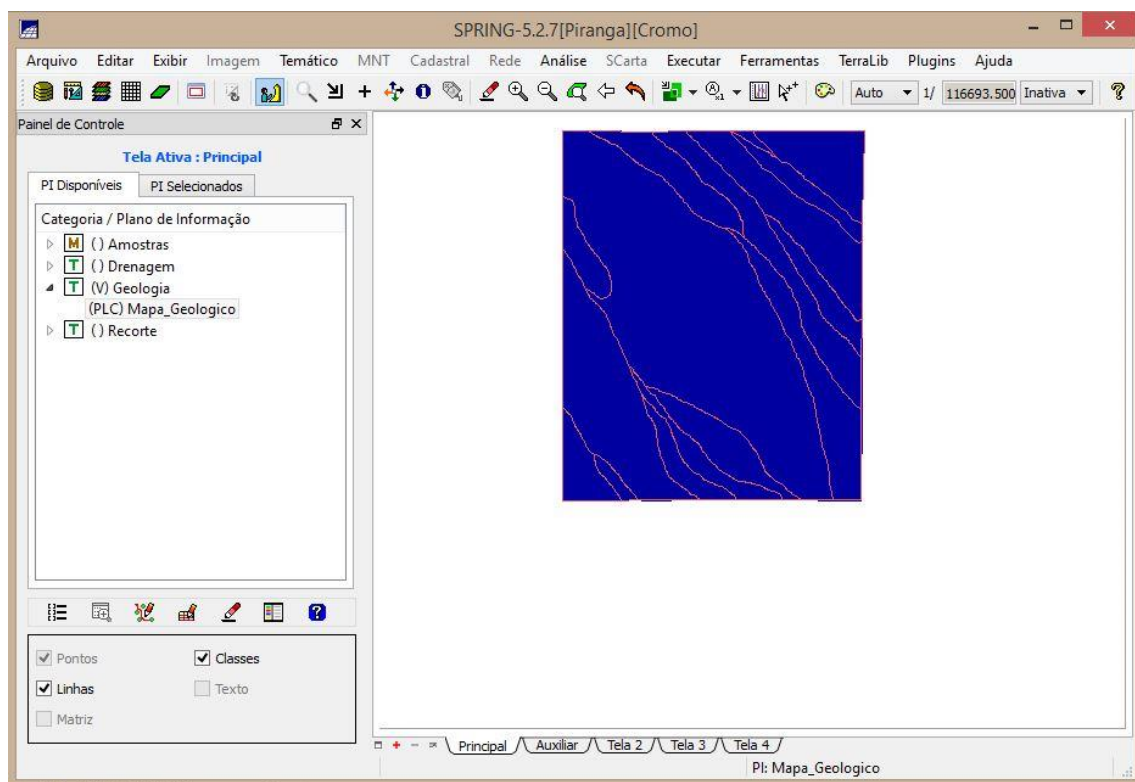 SPRING-5.2.7[Piranga][Cromo]
Arquivo Editar Exibir Imagem Temático MNT Cadastral Rede Análise SCarta Executar Ferramentas TerraLib Plugins Ajuda
Auto 1/ 116693.500 Inativa
Painel de Controle
Tela Ativa : Principal
PI Disponíveis PI Selecionados
Categoria / Plano de Informação
M ( ) Amostras
T ( ) Drenagem
T (V) Geologia
(PLC) Mapa_Geologico
T ( ) Recorte
Pontos Classes
Linhas Texto
Matriz
Principal Auxiliar Tela 2 Tela 3 Tela 4
PI: Mapa_Geologico